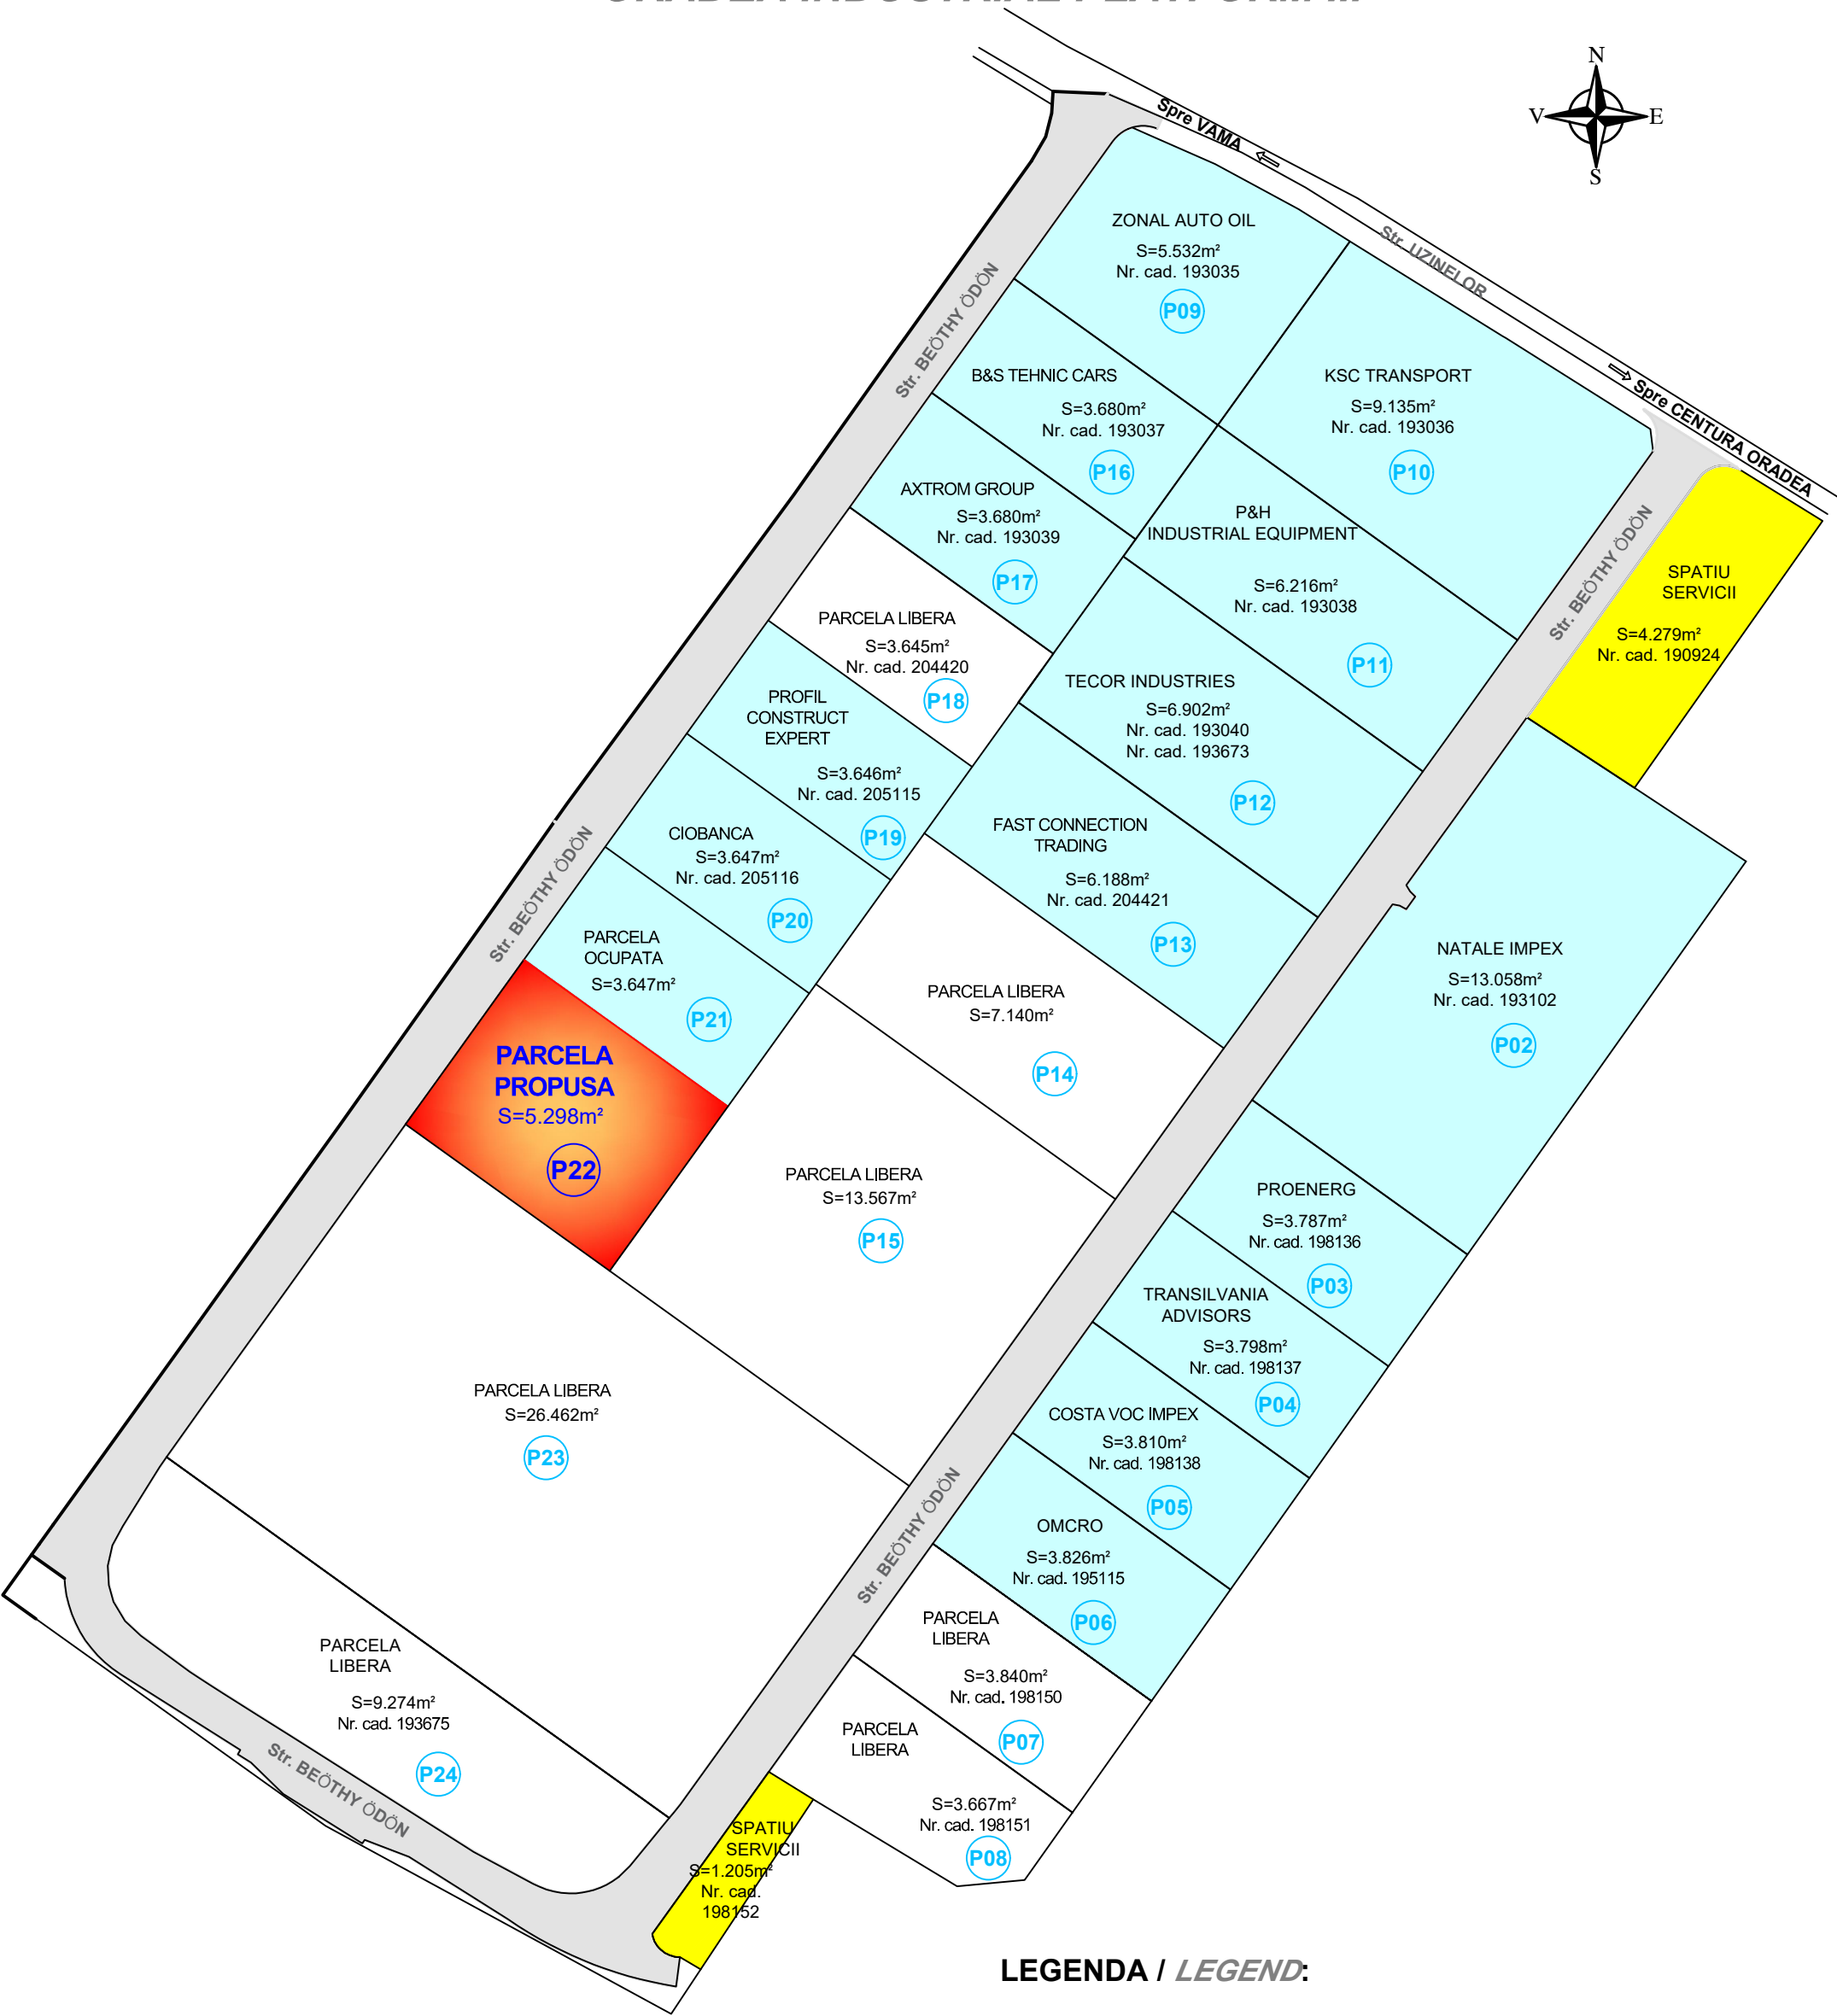 N
V
E
S
Spre VAMA
Str. UZINELOR
Spre CENTURA ORADEA
ZONAL AUTO OIL
S=5.532m²
Nr. cad. 193035
P09
Str. BEÖTHY ÖDÖN
B&S TEHNIC CARS
S=3.680m²
Nr. cad. 193037
P16
KSC TRANSPORT
S=9.135m²
Nr. cad. 193036
P10
AXTROM GROUP
S=3.680m²
Nr. cad. 193039
P17
P&H
INDUSTRIAL EQUIPMENT
S=6.216m²
Nr. cad. 193038
P11
Str. BEÖTHY ÖDÖN
SPATIU
SERVICII
S=4.279m²
Nr. cad. 190924
PARCELA LIBERA
S=3.645m²
Nr. cad. 204420
P18
TECOR INDUSTRIES
S=6.902m²
Nr. cad. 193040
Nr. cad. 193673
P12
PROFIL
CONSTRUCT
EXPERT
S=3.646m²
Nr. cad. 205115
P19
FAST CONNECTION
TRADING
S=6.188m²
Nr. cad. 204421
P13
CIOBANCA
S=3.647m²
Nr. cad. 205116
P20
Str. BEÖTHY ÖDÖN
PARCELA
OCUPATA
S=3.647m²
P21
NATALE IMPEX
S=13.058m²
Nr. cad. 193102
P02
PARCELA LIBERA
S=7.140m²
P14
PARCELA
PROPUSA
S=5.298m²
P22
PARCELA LIBERA
S=13.567m²
P15
PROENERG
S=3.787m²
Nr. cad. 198136
P03
TRANSILVANIA
ADVISORS
S=3.798m²
Nr. cad. 198137
P04
PARCELA LIBERA
S=26.462m²
P23
COSTA VOC IMPEX
S=3.810m²
Nr. cad. 198138
P05
Str. BEÖTHY ÖDÖN
OMCRO
S=3.826m²
Nr. cad. 195115
P06
PARCELA
LIBERA
S=3.840m²
Nr. cad. 198150
P07
PARCELA
LIBERA
S=9.274m²
Nr. cad. 193675
P24
Str. BEÖTHY ÖDÖN
PARCELA
LIBERA
S=3.667m²
Nr. cad. 198151
P08
SPATIU
SERVICII
S=1.205m²
Nr. cad.
198152
LEGENDA / LEGEND: